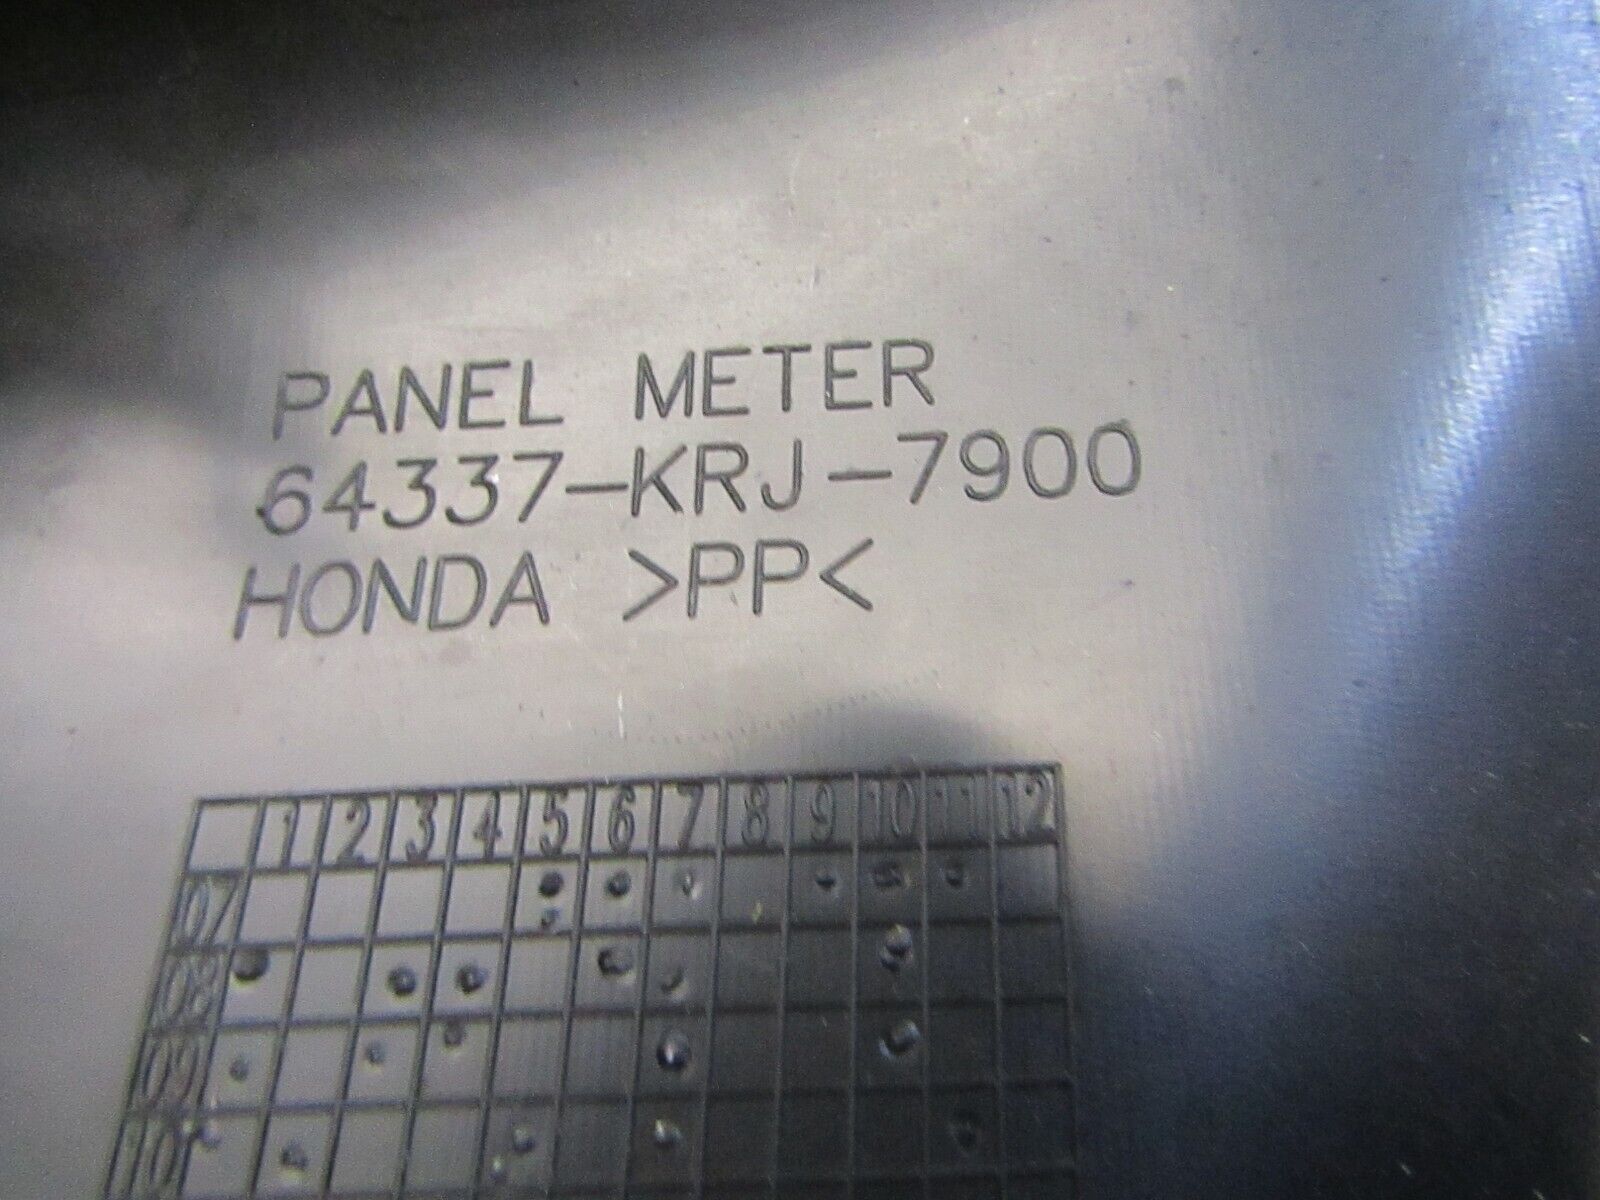 PANEL METER
64337-KRJ-7900
HONDA >PP<
1 2 3 4 5 6 7 8 9 10 11 12
07
08
09
10